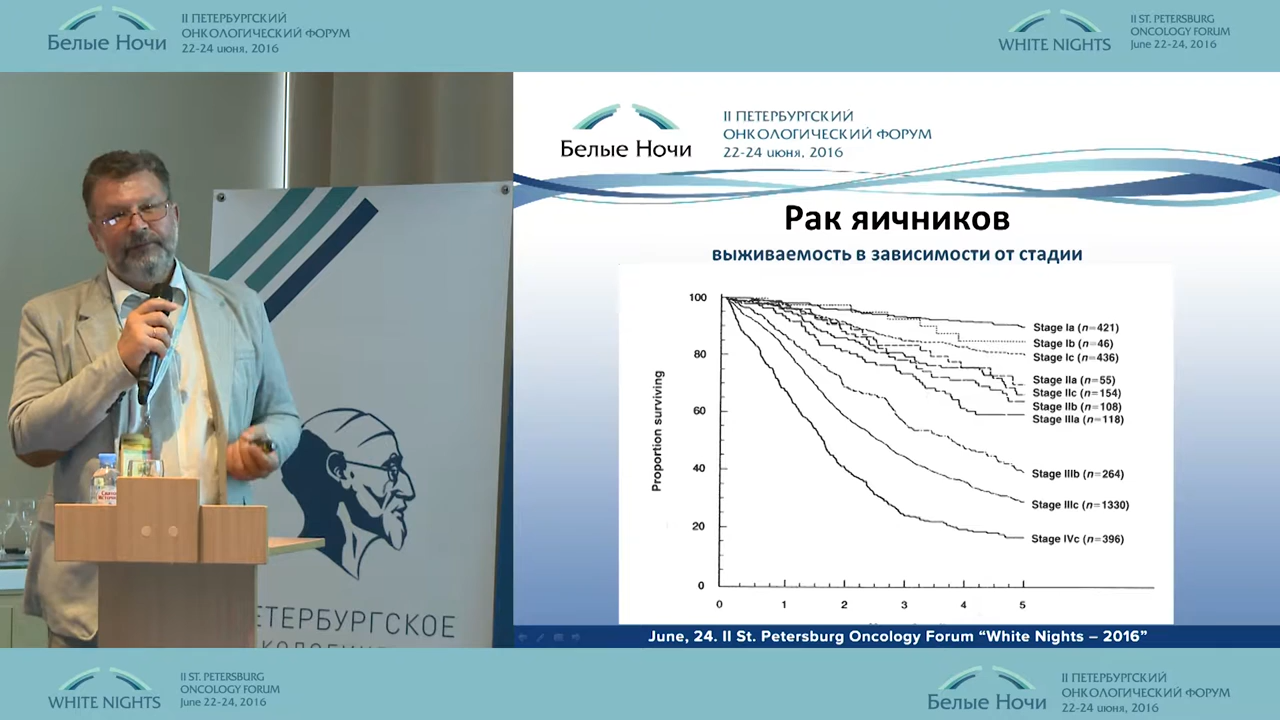 Белые Ночи
II ПЕТЕРБУРГСКИЙ
ОНКОЛОГИЧЕСКИЙ ФОРУМ
22-24 июня, 2016
WHITE NIGHTS
II ST. PETERSBURG
ONCOLOGY FORUM
June 22-24, 2016
Белые Ночи
II ПЕТЕРБУРГСКИЙ
ОНКОЛОГИЧЕСКИЙ ФОРУМ
22-24 июня, 2016
Рак яичников
выживаемость в зависимости от стадии
Proportion surviving
100
80
60
40
20
0
0 1 2 3 4 5
Stage Ia (n=421)
Stage Ib (n=46)
Stage Ic (n=436)
Stage IIa (n=55)
Stage IIc (n=154)
Stage IIb (n=108)
Stage IIIa (n=118)
Stage IIIb (n=264)
Stage IIIc (n=1330)
Stage IVc (n=396)
June, 24. II St. Petersburg Oncology Forum “White Nights – 2016”
ЕТЕРБУРГСКОЕ
WHITE NIGHTS
II ST. PETERSBURG
ONCOLOGY FORUM
June 22-24, 2016
Белые Ночи
II ПЕТЕРБУРГСКИЙ
ОНКОЛОГИЧЕСКИЙ ФОРУМ
22-24 июня, 2016